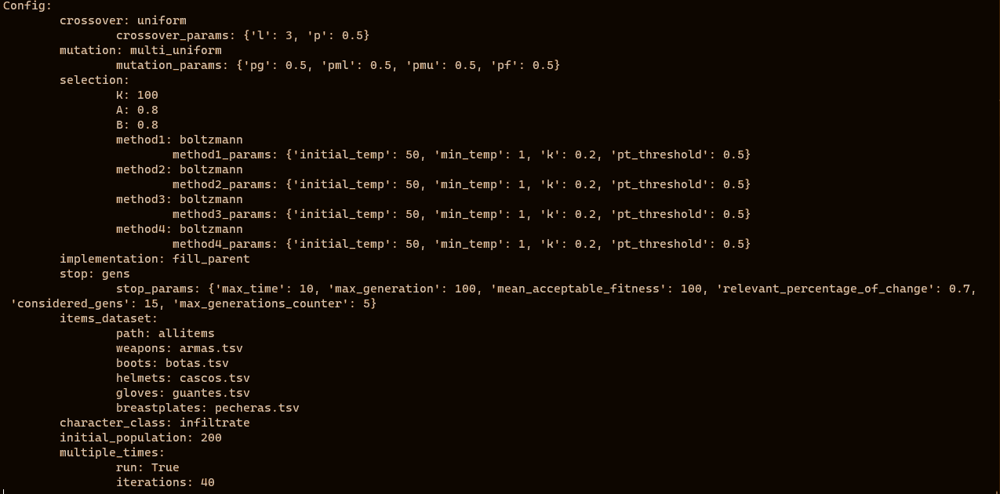 Config:
crossover: uniform
crossover_params: {'l': 3, 'p': 0.5}
mutation: multi_uniform
mutation_params: {'pg': 0.5, 'pml': 0.5, 'pmu': 0.5, 'pf': 0.5}
selection:
K: 100
A: 0.8
B: 0.8
method1: boltzmann
method1_params: {'initial_temp': 50, 'min_temp': 1, 'k': 0.2, 'pt_threshold': 0.5}
method2: boltzmann
method2_params: {'initial_temp': 50, 'min_temp': 1, 'k': 0.2, 'pt_threshold': 0.5}
method3: boltzmann
method3_params: {'initial_temp': 50, 'min_temp': 1, 'k': 0.2, 'pt_threshold': 0.5}
method4: boltzmann
method4_params: {'initial_temp': 50, 'min_temp': 1, 'k': 0.2, 'pt_threshold': 0.5}
implementation: fill_parent
stop: gens
stop_params: {'max_time': 10, 'max_generation': 100, 'mean_acceptable_fitness': 100, 'relevant_percentage_of_change': 0.7,
'considered_gens': 15, 'max_generations_counter': 5}
items_dataset:
path: allitems
weapons: armas.tsv
boots: botas.tsv
helmets: cascos.tsv
gloves: guantes.tsv
breastplates: pecheras.tsv
character_class: infiltrate
initial_population: 200
multiple_times:
run: True
iterations: 40